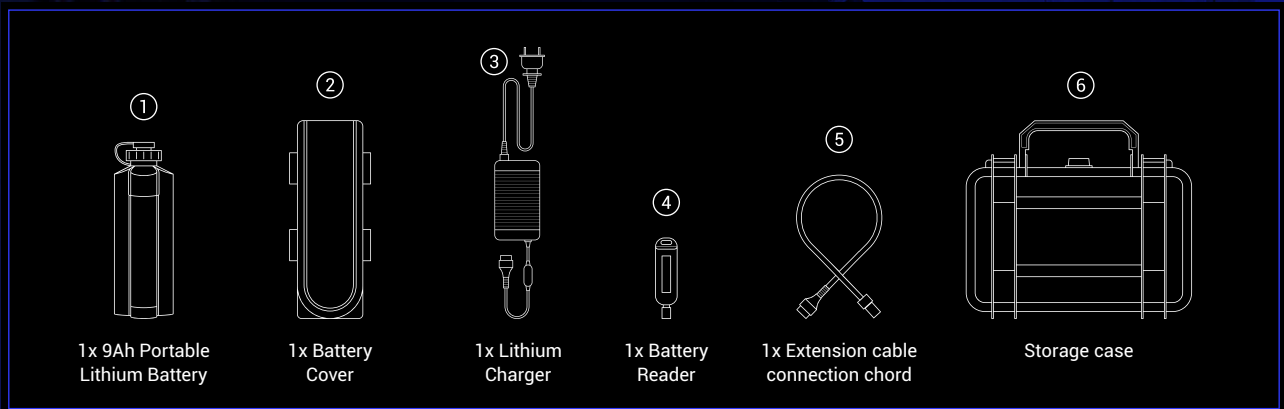 1
2
3
4
5
6
1x 9Ah Portable
Lithium Battery
1x Battery
Cover
1x Lithium
Charger
1x Battery
Reader
1x Extension cable
connection chord
Storage case